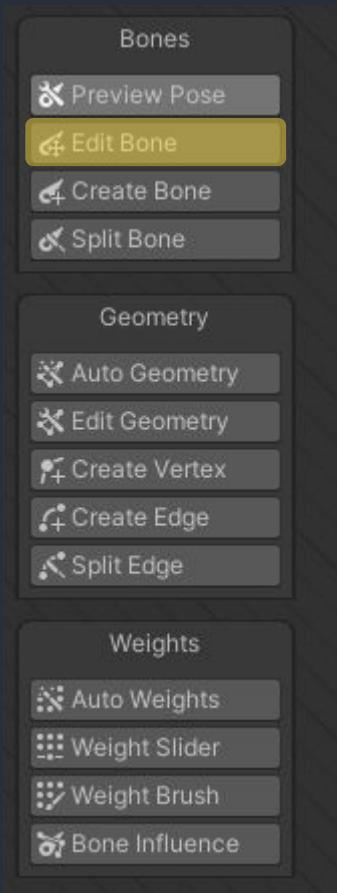 Bones
Preview Pose
Edit Bone
Create Bone
Split Bone
Geometry
Auto Geometry
Edit Geometry
Create Vertex
Create Edge
Split Edge
Weights
Auto Weights
Weight Slider
Weight Brush
Bone Influence